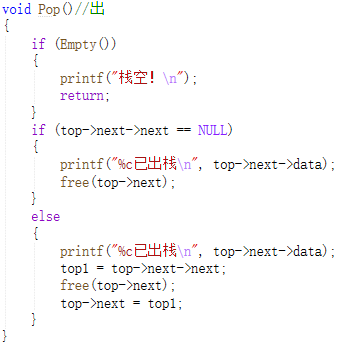 void Pop()//出
{
    if (Empty())
    {
        printf("栈空! \n");
        return;
    }
    if (top->next->next == NULL)
    {
        printf("%c已出栈\n", top->next->data);
        free(top->next);
    }
    else
    {
        printf("%c已出栈\n", top->next->data);
        top1 = top->next->next;
        free(top->next);
        top->next = top1;
    }
}